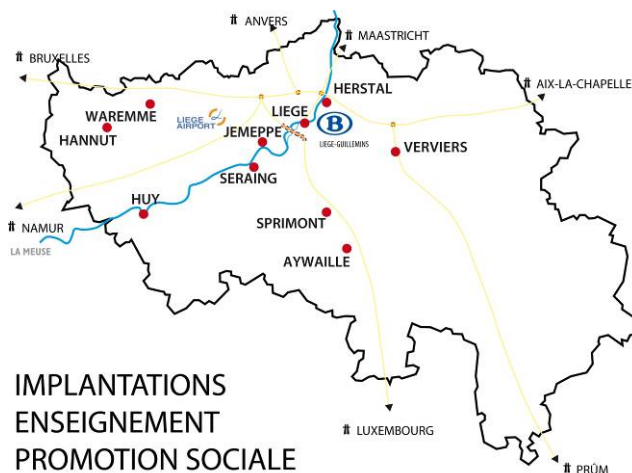 ANVERS
MAASTRICHT
BRUXELLES
AIX-LA-CHAPELLE
HERSTAL
WAREMME
LIEGE AIRPORT
LIEGE
B
HANNUT
JEMEPPE
LIEGE-GUILLEMINS
VERVIERS
SERAING
HUY
SPRIMONT
NAMUR
LA MEUSE
AYWAILLE
IMPLANTATIONS
ENSEIGNEMENT
PROMOTION SOCIALE
LUXEMBOURG
PRÜM